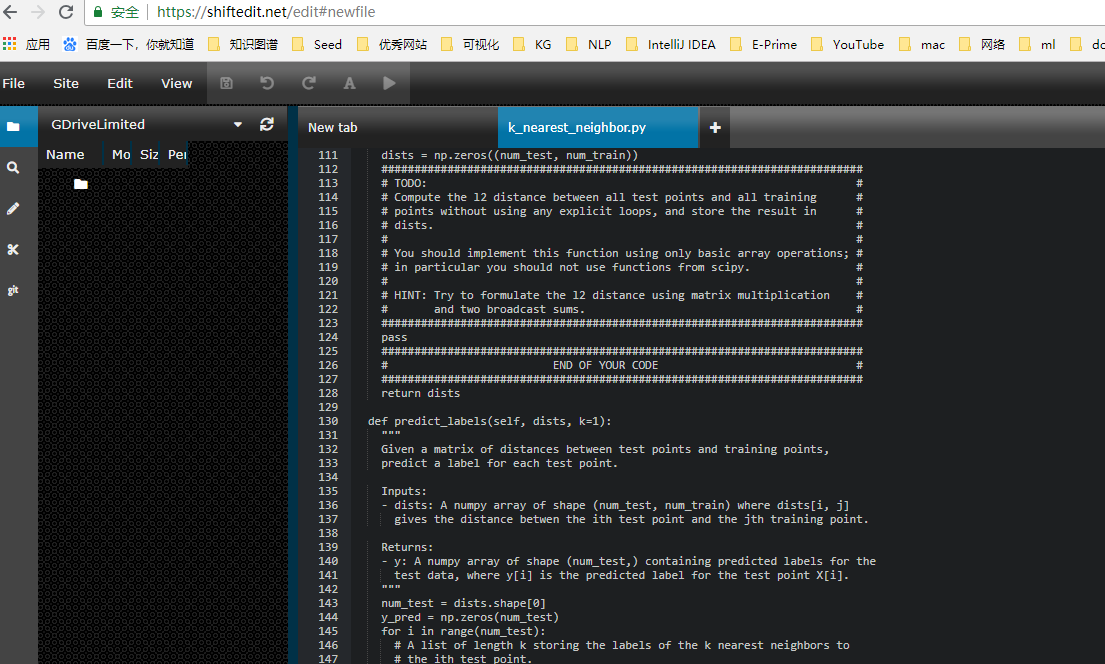 安全 https://shiftedit.net/edit#newfile
应用 百度一下，你就知道 知识图谱 Seed 优秀网站 可视化 KG NLP IntelliJ IDEA E-Prime YouTube mac 网络 ml
File Site Edit View A
GDriveLimited New tab k_nearest_neighbor.py +
Name Mo Siz Per
git
111 dists = np.zeros((num_test, num_train))
112 #########################################################################
113 # TODO: #
114 # Compute the l2 distance between all test points and all training #
115 # points without using any explicit loops, and store the result in #
116 # dists. #
117 # #
118 # You should implement this function using only basic array operations; #
119 # in particular you should not use functions from scipy. #
120 # #
121 # HINT: Try to formulate the l2 distance using matrix multiplication #
122 # and two broadcast sums. #
123 #########################################################################
124 pass
125 #########################################################################
126 # END OF YOUR CODE #
127 #########################################################################
128 return dists
129
130 def predict_labels(self, dists, k=1):
131 """
132 Given a matrix of distances between test points and training points,
133 predict a label for each test point.
134
135 Inputs:
136 - dists: A numpy array of shape (num_test, num_train) where dists[i, j]
137 gives the distance betwen the ith test point and the jth training point.
138
139 Returns:
140 - y: A numpy array of shape (num_test,) containing predicted labels for the
141 test data, where y[i] is the predicted label for the test point X[i].
142 """
143 num_test = dists.shape[0]
144 y_pred = np.zeros(num_test)
145 for i in range(num_test):
146 # A list of length k storing the labels of the k nearest neighbors to
147 # the ith test point.